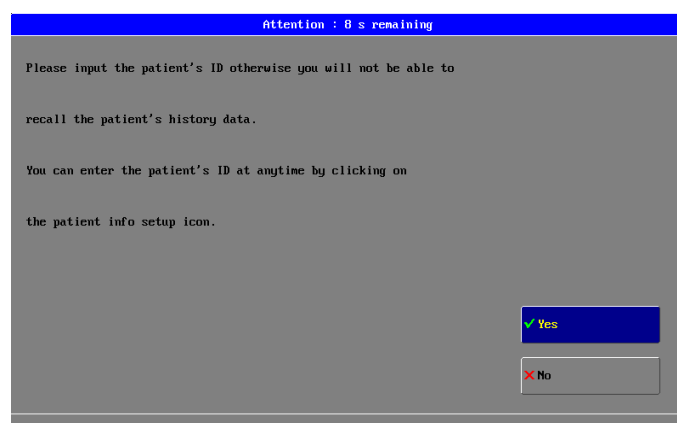 Attention : 8 s remaining
Please input the patient's ID otherwise you will not be able to
recall the patient's history data.
You can enter the patient's ID at anytime by clicking on
the patient info setup icon.
Yes
No